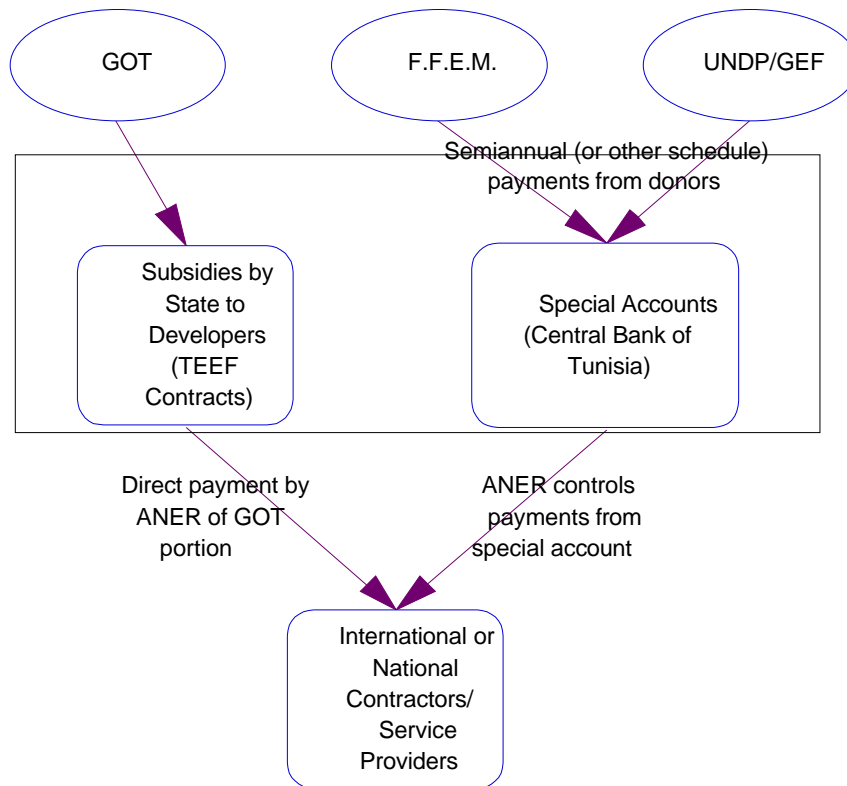 GOT
F.F.E.M.
UNDP/GEF
Semiannual (or other schedule)
payments from donors
Subsidies by
State to
Developers
(TEEF
Contracts)
Special Accounts
(Central Bank of
Tunisia)
Direct payment by
ANER of GOT
portion
ANER controls
payments from
special account
International or
National
Contractors/
Service
Providers